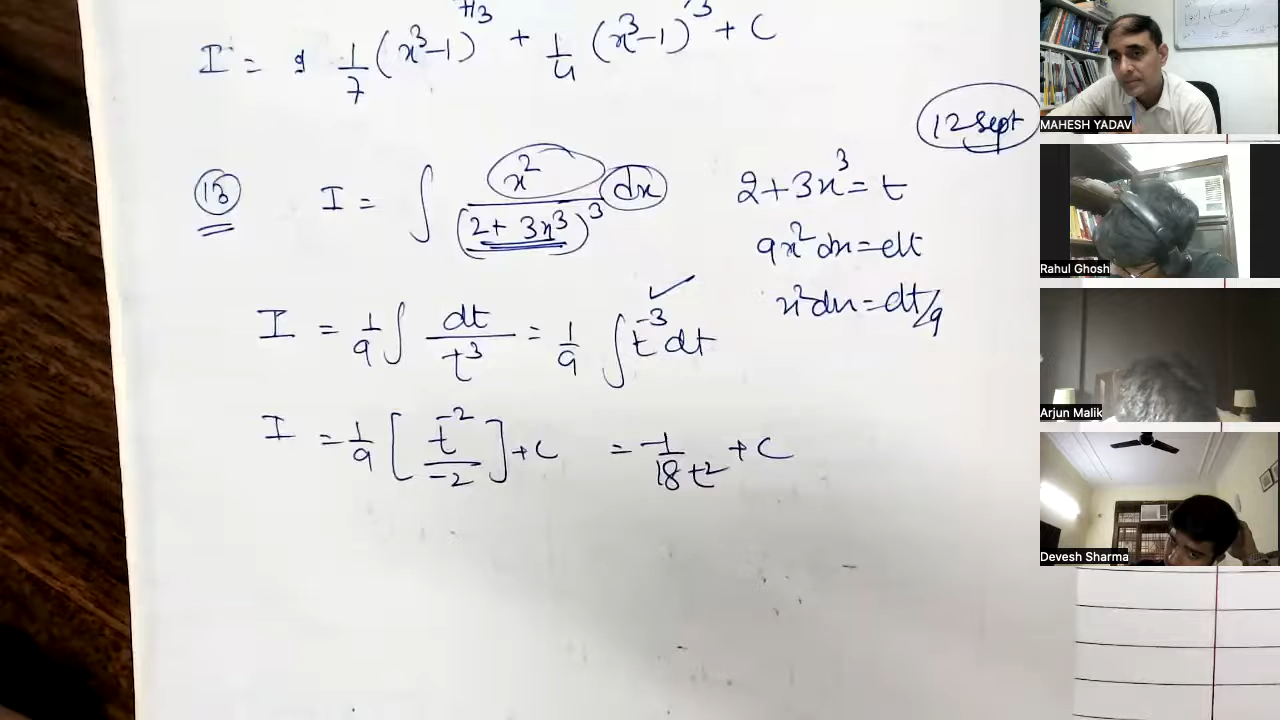 I = 1/7 (x³-1)^7/3 + 1/4 (x³-1)^/3 + C
12 Sept
13 I = ∫ x²/(2+3x³)³ dx
2+3x³ = t
9x² dx = dt
x² dx = dt/9
I = 1/9 ∫ dt/t³ = 1/9 ∫ t⁻³ dt
I = 1/9 [t⁻²/-2] + C = -1/18t² + C
MAHESH YADAV
Rahul Ghosh
Arjun Malik
Devesh Sharma